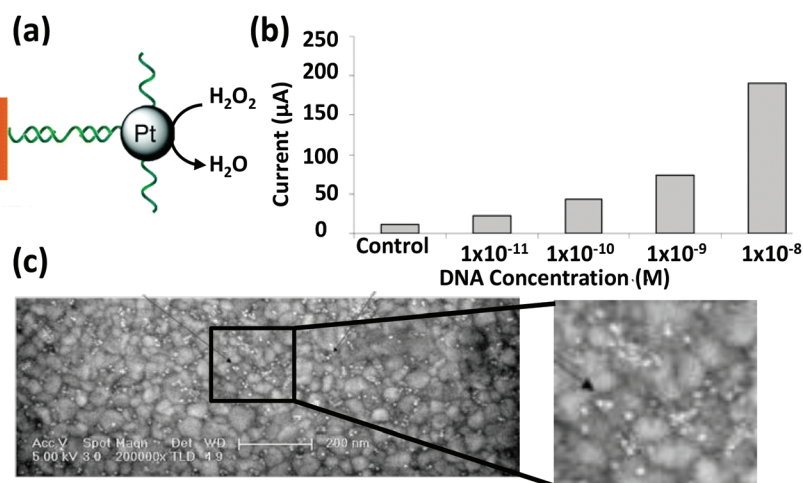 (a)
Pt
H₂O₂
H₂O
(b)
Current (µA)
250
200
150
100
50
0
Control 1x10⁻¹¹ 1x10⁻¹⁰ 1x10⁻⁹ 1x10⁻⁸
DNA Concentration (M)
(c)
Acc V Spot Magn Det WD
5.00 kV 3.0 200000x TLD 4.9 200 nm